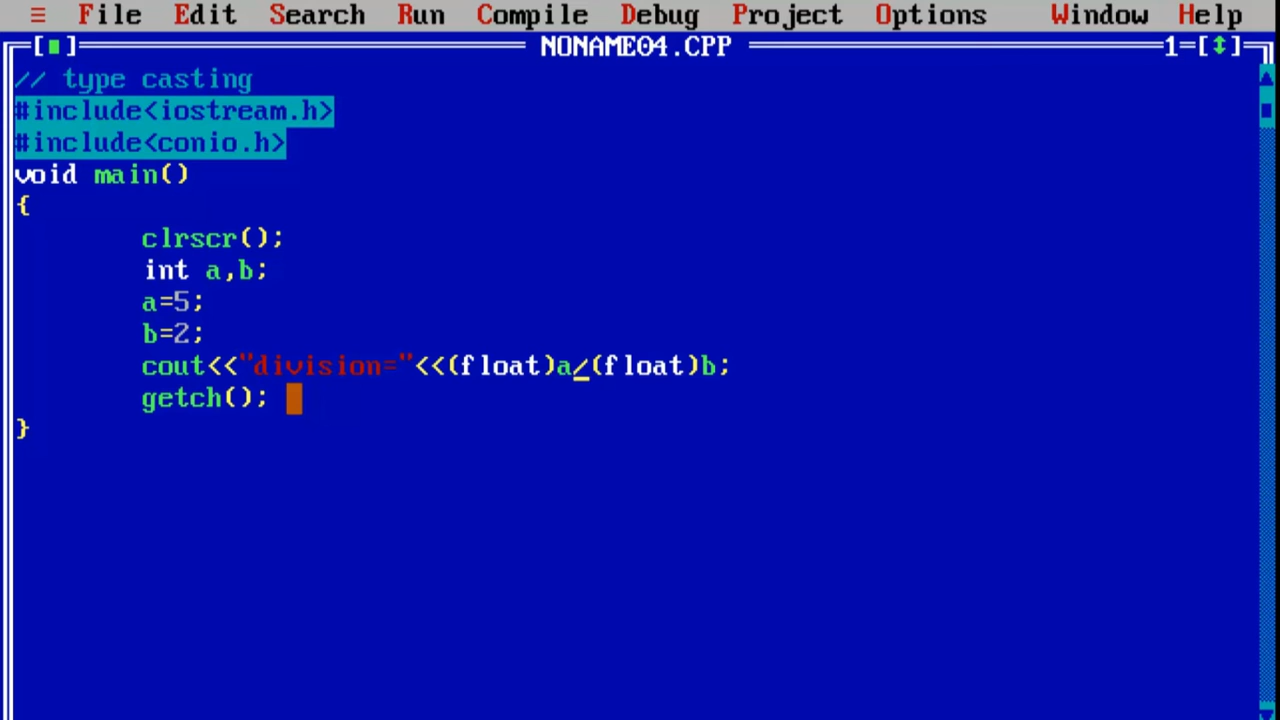 ≡ File Edit Search Run Compile Debug Project Options Window Help
[■] NONAME04.CPP 1=[↕]
// type casting
#include<iostream.h>
#include<conio.h>
void main()
{
clrscr();
int a,b;
a=5;
b=2;
cout<<"division="<<(float)a/(float)b;
getch();
}